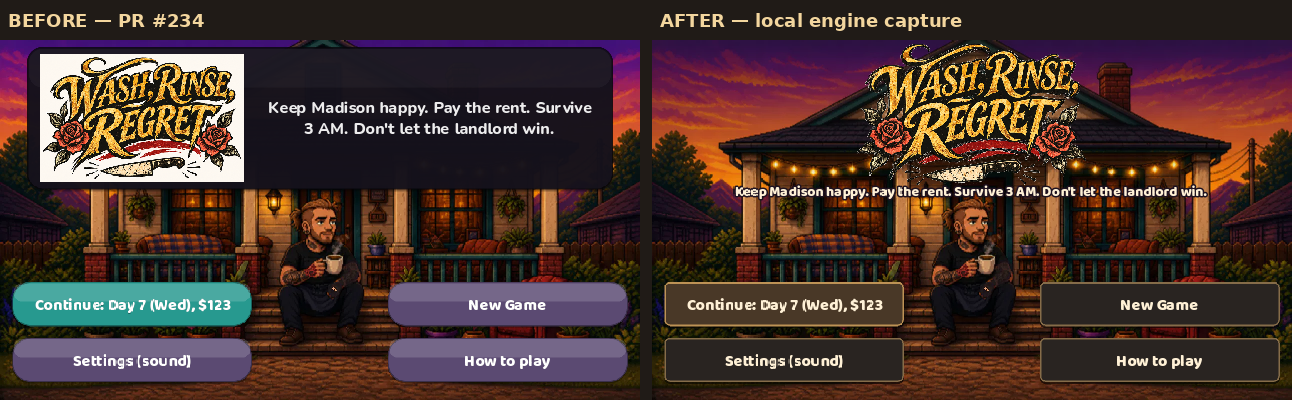 BEFORE — PR #234
WASH, RINSE,
REGRET
Keep Madison happy. Pay the rent. Survive
3 AM. Don't let the landlord win.
Continue: Day 7 (Wed), $123
New Game
Settings (sound)
How to play
AFTER — local engine capture
WASH, RINSE,
REGRET
Keep Madison happy. Pay the rent. Survive 3 AM. Don't let the landlord win.
Continue: Day 7 (Wed), $123
New Game
Settings (sound)
How to play